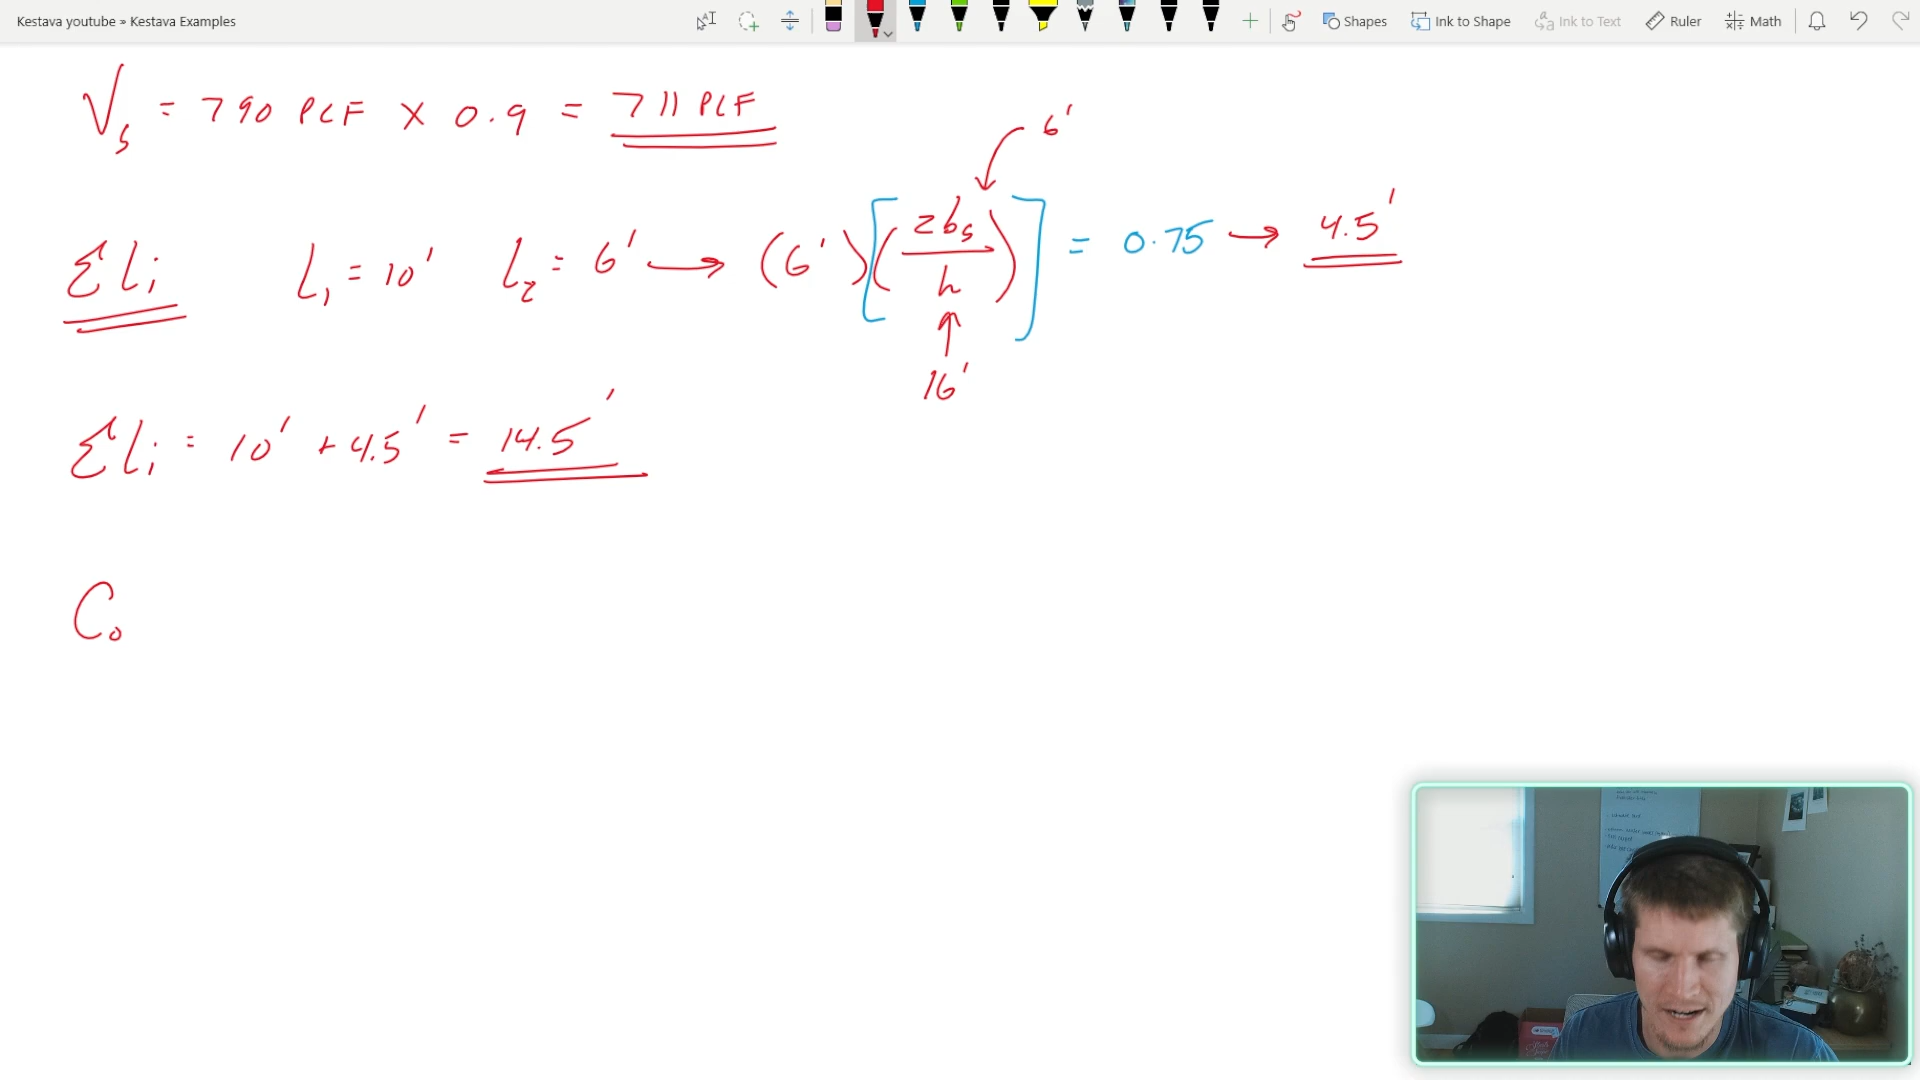 Kestava youtube » Kestava Examples
Shapes Ink to Shape Ink to Text Ruler Math
Vs = 790 PLF X 0.9 = 711 PLF
6'
Σli L1 = 10' L2 = 6' → (6')[(2bs/h)] = 0.75 → 4.5'
16'
Σli = 10' + 4.5' = 14.5'
Co